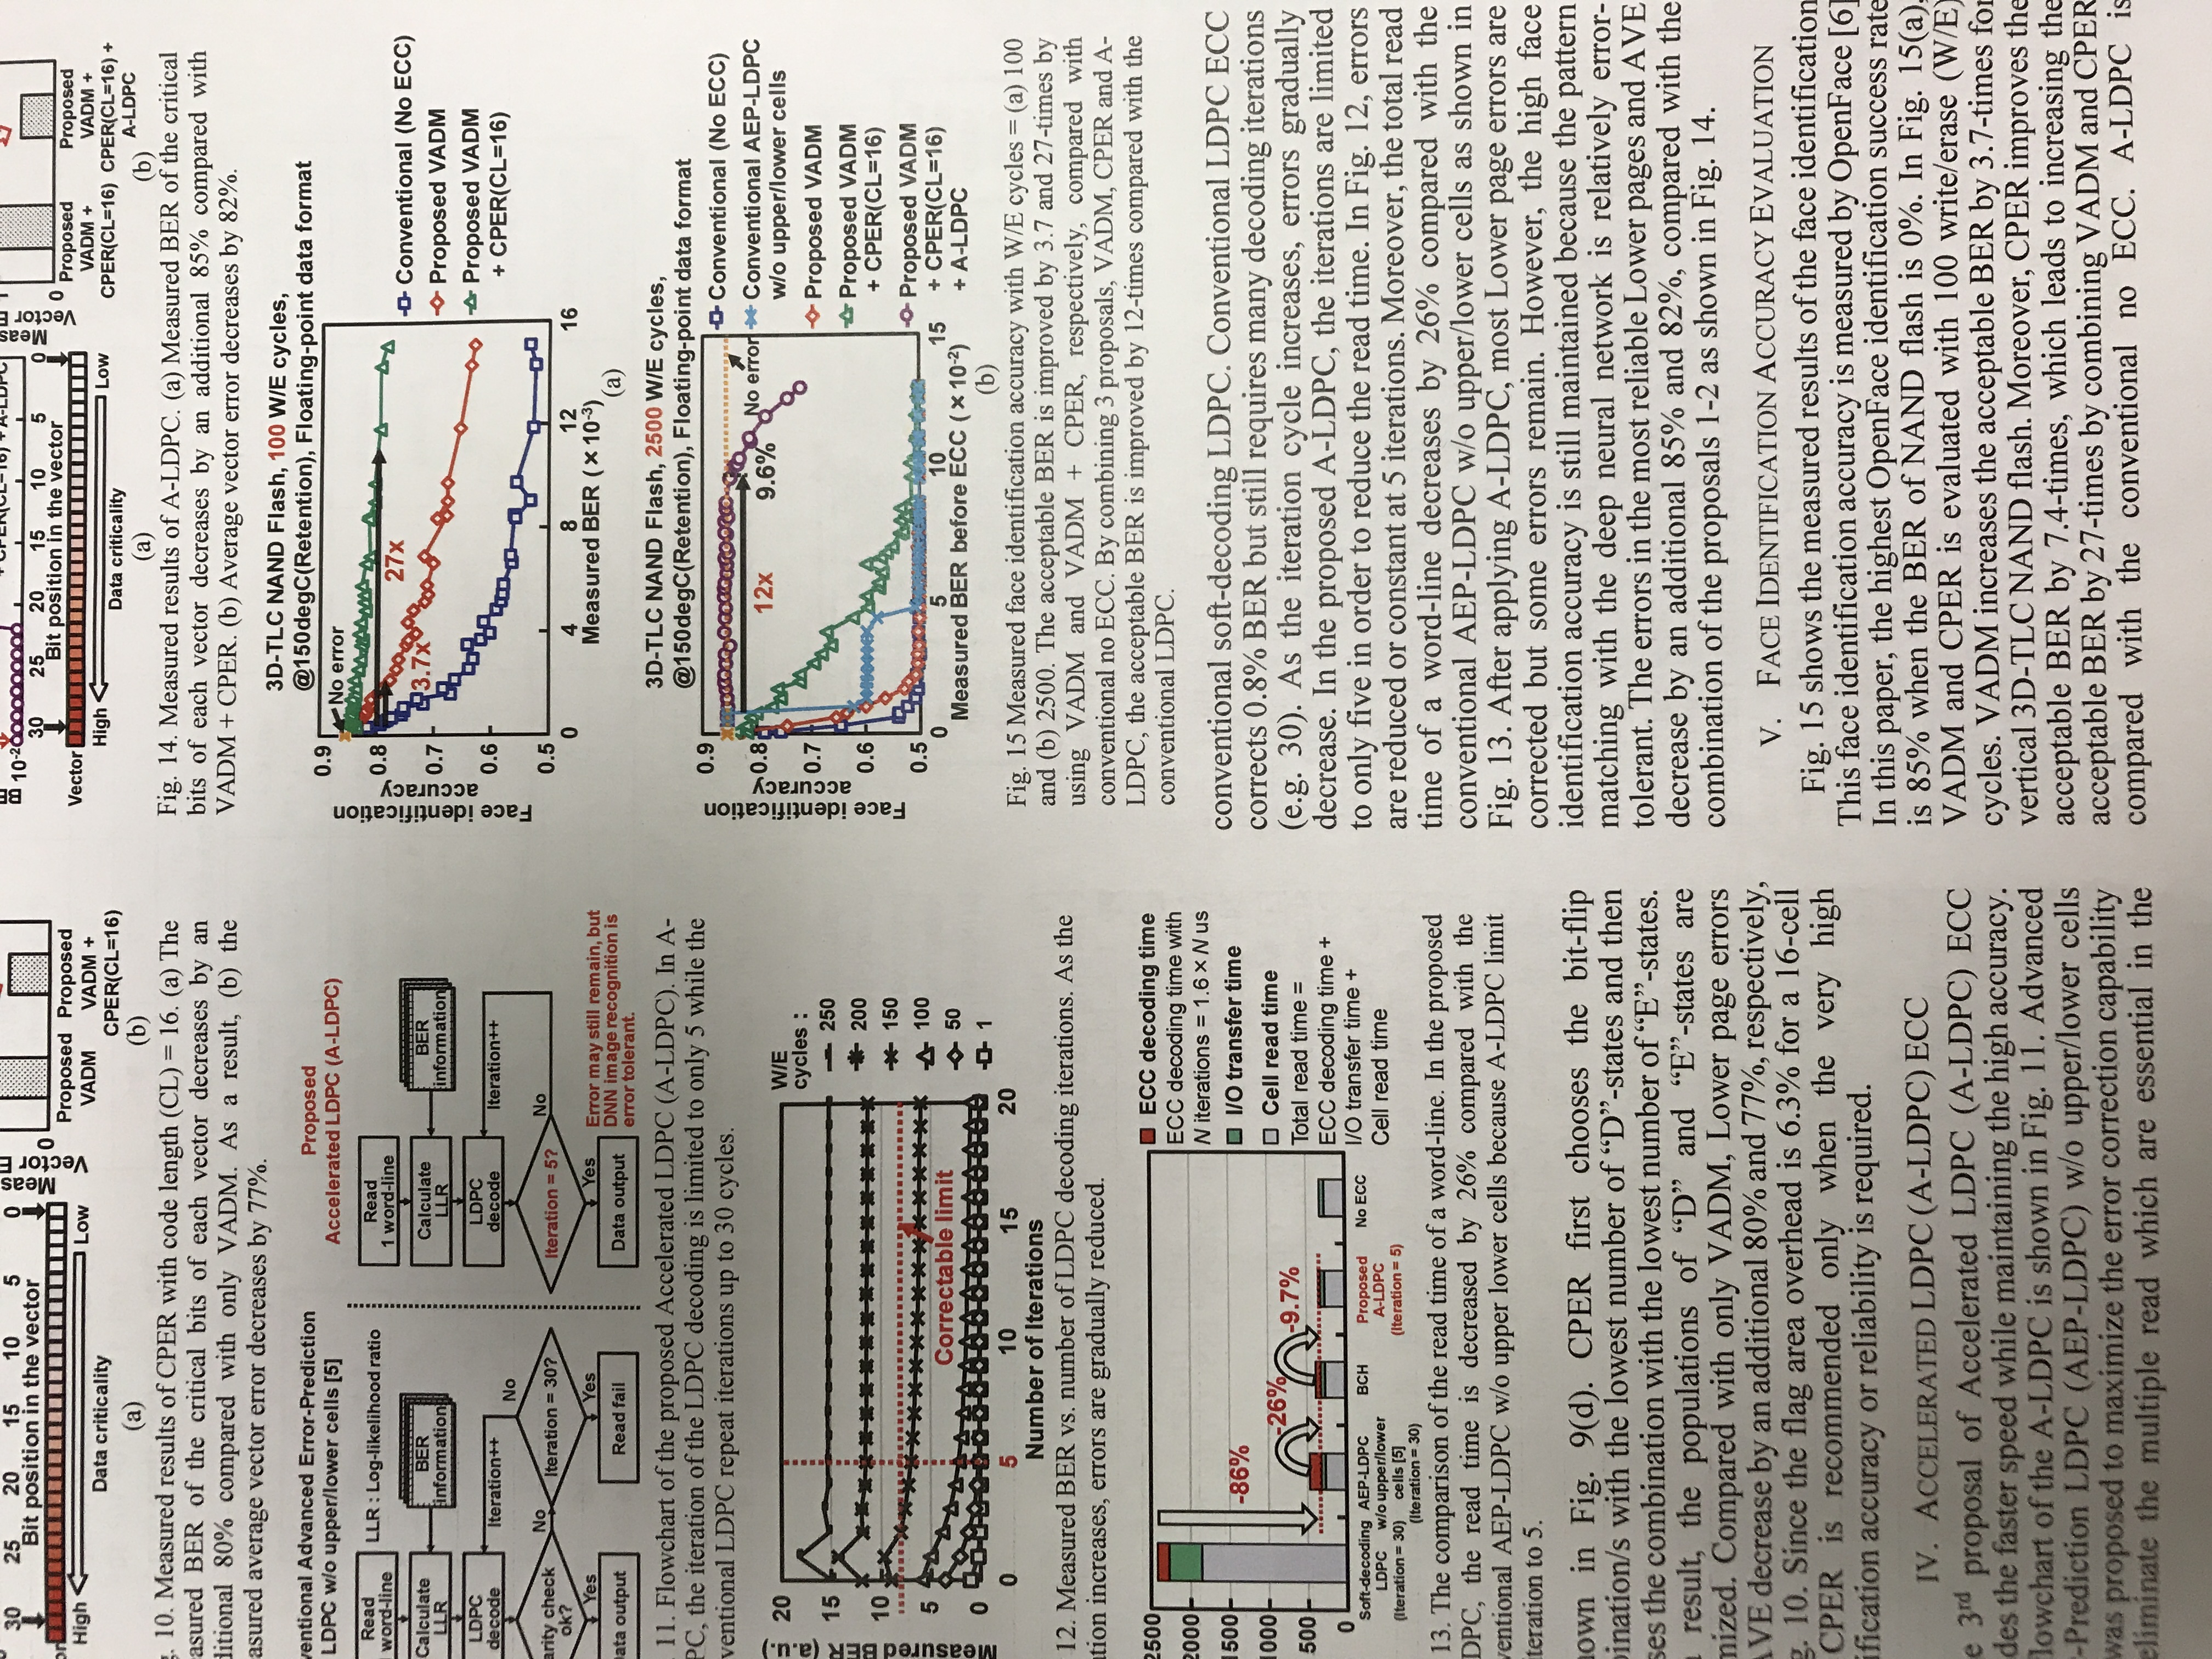 30 25 20 15 10 5 0
Bit position in the vector
High Low
Data criticality
(a)
0
Proposed Proposed
VADM VADM +
CPER(CL=16)
(b)
. 10. Measured results of CPER with code length (CL) = 16. (a) The
asured BER of the critical bits of each vector decreases by an
ditional 80% compared with only VADM. As a result, (b) the
asured average vector error decreases by 77%.
ventional Advanced Error-Prediction
LDPC w/o upper/lower cells [5]
Read
word-line
LLR : Log-likelihood ratio
Calculate
LLR
BER
information
LDPC
decode
Iteration++
No
arity check
ok?
No
Iteration = 30?
Yes
Yes
ata output
Read fail
Proposed
Accelerated LDPC (A-LDPC)
Read
1 word-line
Calculate
LLR
BER
information
LDPC
decode
Iteration++
Iteration = 5?
No
Yes
Data output
Error may still remain, but
DNN image recognition is
error tolerant.
. 11. Flowchart of the proposed Accelerated LDPC (A-LDPC). In A-
PC, the iteration of the LDPC decoding is limited to only 5 while the
ventional LDPC repeat iterations up to 30 cycles.
Measured BER (a.u.)
20
15
10
5
0
Correctable limit
0 5 10 15 20
Number of Iterations
W/E
cycles :
250
200
150
100
50
1
12. Measured BER vs. number of LDPC decoding iterations. As the
ation increases, errors are gradually reduced.
2500
2000
1500
1000
500
0
-86%
-26%
-9.7%
Soft-decoding
LDPC
(Iteration = 30)
AEP-LDPC
w/o upper/lower
cells [5]
(Iteration = 30)
BCH
Proposed
A-LDPC
(Iteration = 5)
No ECC
ECC decoding time
ECC decoding time with
N iterations = 1.6 × N us
I/O transfer time
Cell read time
Total read time =
ECC decoding time +
I/O transfer time +
Cell read time
13. The comparison of the read time of a word-line. In the proposed
DPC, the read time is decreased by 26% compared with the
ventional AEP-LDPC w/o upper lower cells because A-LDPC limit
iteration to 5.
own in Fig. 9(d). CPER first chooses the bit-flip
bination/s with the lowest number of “D”-states and then
ses the combination with the lowest number of “E”-states.
a result, the populations of “D” and “E”-states are
mized. Compared with only VADM, Lower page errors
AVE decrease by an additional 80% and 77%, respectively,
g. 10. Since the flag area overhead is 6.3% for a 16-cell
CPER is recommended only when the very high
ification accuracy or reliability is required.
IV. ACCELERATED LDPC (A-LDPC) ECC
e 3rd proposal of Accelerated LDPC (A-LDPC) ECC
des the faster speed while maintaining the high accuracy.
flowchart of the A-LDPC is shown in Fig. 11. Advanced
-Prediction LDPC (AEP-LDPC) w/o upper/lower cells
was proposed to maximize the error correction capability
eliminate the multiple read which are essential in the
10-2
30 25 20 15 10 5 0
Bit position in the vector
Vector
High Low
Data criticality
(a)
0
Proposed Proposed
VADM + VADM +
CPER(CL=16) CPER(CL=16) +
A-LDPC
(b)
Fig. 14. Measured results of A-LDPC. (a) Measured BER of the critical
bits of each vector decreases by an additional 85% compared with
VADM + CPER. (b) Average vector error decreases by 82%.
3D-TLC NAND Flash, 100 W/E cycles,
@150degC(Retention), Floating-point data format
Face identification
accuracy
0.9
0.8
0.7
0.6
0.5
No error
27x
3.7x
0 4 8 12 16
Measured BER ( × 10-3)
(a)
Conventional (No ECC)
Proposed VADM
Proposed VADM
+ CPER(CL=16)
3D-TLC NAND Flash, 2500 W/E cycles,
@150degC(Retention), Floating-point data format
Face identification
accuracy
0.9
0.8
0.7
0.6
0.5
12x
9.6%
No error
0 5 10 15
Measured BER before ECC ( × 10-2)
(b)
Conventional (No ECC)
Conventional AEP-LDPC
w/o upper/lower cells
Proposed VADM
Proposed VADM
+ CPER(CL=16)
Proposed VADM
+ CPER(CL=16)
+ A-LDPC
Fig. 15 Measured face identification accuracy with W/E cycles = (a) 100
and (b) 2500. The acceptable BER is improved by 3.7 and 27-times by
using VADM and VADM + CPER, respectively, compared with
conventional no ECC. By combining 3 proposals, VADM, CPER and A-
LDPC, the acceptable BER is improved by 12-times compared with the
conventional LDPC.
conventional soft-decoding LDPC. Conventional LDPC ECC
corrects 0.8% BER but still requires many decoding iterations
(e.g. 30). As the iteration cycle increases, errors gradually
decrease. In the proposed A-LDPC, the iterations are limited
to only five in order to reduce the read time. In Fig. 12, errors
are reduced or constant at 5 iterations. Moreover, the total read
time of a word-line decreases by 26% compared with the
conventional AEP-LDPC w/o upper/lower cells as shown in
Fig. 13. After applying A-LDPC, most Lower page errors are
corrected but some errors remain. However, the high face
identification accuracy is still maintained because the pattern
matching with the deep neural network is relatively error-
tolerant. The errors in the most reliable Lower pages and AVE
decrease by an additional 85% and 82%, compared with the
combination of the proposals 1-2 as shown in Fig. 14.
V. FACE IDENTIFICATION ACCURACY EVALUATION
Fig. 15 shows the measured results of the face identification
This face identification accuracy is measured by OpenFace [6]
In this paper, the highest OpenFace identification success rate
is 85% when the BER of NAND flash is 0%. In Fig. 15(a),
VADM and CPER is evaluated with 100 write/erase (W/E)
cycles. VADM increases the acceptable BER by 3.7-times for
vertical 3D-TLC NAND flash. Moreover, CPER improves the
acceptable BER by 7.4-times, which leads to increasing the
acceptable BER by 27-times by combining VADM and CPER
compared with the conventional no ECC. A-LDPC is